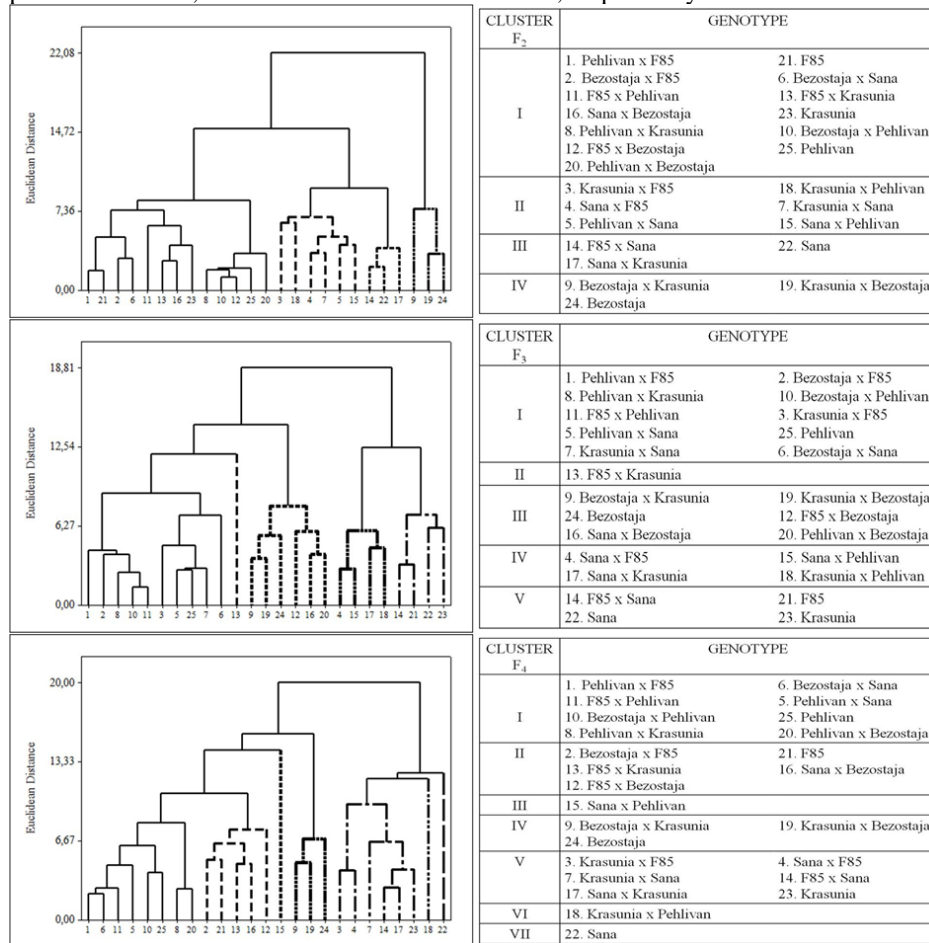 CLUSTER GENOTYPE
F2
1. Pehlivan x F85 21. F85
2. Bezostaja x F85 6. Bezostaja x Sana
11. F85 x Pehlivan 13. F85 x Krasunia
I 16. Sana x Bezostaja 23. Krasunia
8. Pehlivan x Krasunia 10. Bezostaja x Pehlivan
12. F85 x Bezostaja 25. Pehlivan
20. Pehlivan x Bezostaja
3. Krasunia x F85 18. Krasunia x Pehlivan
II 4. Sana x F85 7. Krasunia x Sana
5. Pehlivan x Sana 15. Sana x Pehlivan
III 14. F85 x Sana 22. Sana
17. Sana x Krasunia
IV 9. Bezostaja x Krasunia 19. Krasunia x Bezostaja
24. Bezostaja
Euclidean Distance
22,08
14,72
7,36
0,00
1 21 2 6 11 13 16 23 8 10 12 25 20 3 18 4 7 5 15 14 22 17 9 19 24
CLUSTER GENOTYPE
F3
1. Pehlivan x F85 2. Bezostaja x F85
8. Pehlivan x Krasunia 10. Bezostaja x Pehlivan
I 11. F85 x Pehlivan 3. Krasunia x F85
5. Pehlivan x Sana 25. Pehlivan
7. Krasunia x Sana 6. Bezostaja x Sana
II 13. F85 x Krasunia
9. Bezostaja x Krasunia 19. Krasunia x Bezostaja
III 24. Bezostaja 12. F85 x Bezostaja
16. Sana x Bezostaja 20. Pehlivan x Bezostaja
IV 4. Sana x F85 15. Sana x Pehlivan
17. Sana x Krasunia 18. Krasunia x Pehlivan
V 14. F85 x Sana 21. F85
22. Sana 23. Krasunia
Euclidean Distance
18,81
12,54
6,27
0,00
1 2 8 10 11 3 5 25 7 6 13 9 19 24 12 16 20 4 15 17 18 14 21 22 23
CLUSTER GENOTYPE
F4
1. Pehlivan x F85 6. Bezostaja x Sana
11. F85 x Pehlivan 5. Pehlivan x Sana
I 10. Bezostaja x Pehlivan 25. Pehlivan
8. Pehlivan x Krasunia 20. Pehlivan x Bezostaja
II 2. Bezostaja x F85 21. F85
13. F85 x Krasunia 16. Sana x Bezostaja
12. F85 x Bezostaja
III 15. Sana x Pehlivan
IV 9. Bezostaja x Krasunia 19. Krasunia x Bezostaja
24. Bezostaja
V 3. Krasunia x F85 4. Sana x F85
7. Krasunia x Sana 14. F85 x Sana
17. Sana x Krasunia 23. Krasunia
VI 18. Krasunia x Pehlivan
VII 22. Sana
Euclidean Distance
20,00
13,33
6,67
0,00
1 6 11 5 10 25 8 20 2 21 13 16 12 15 9 19 24 3 4 7 14 17 23 18 22